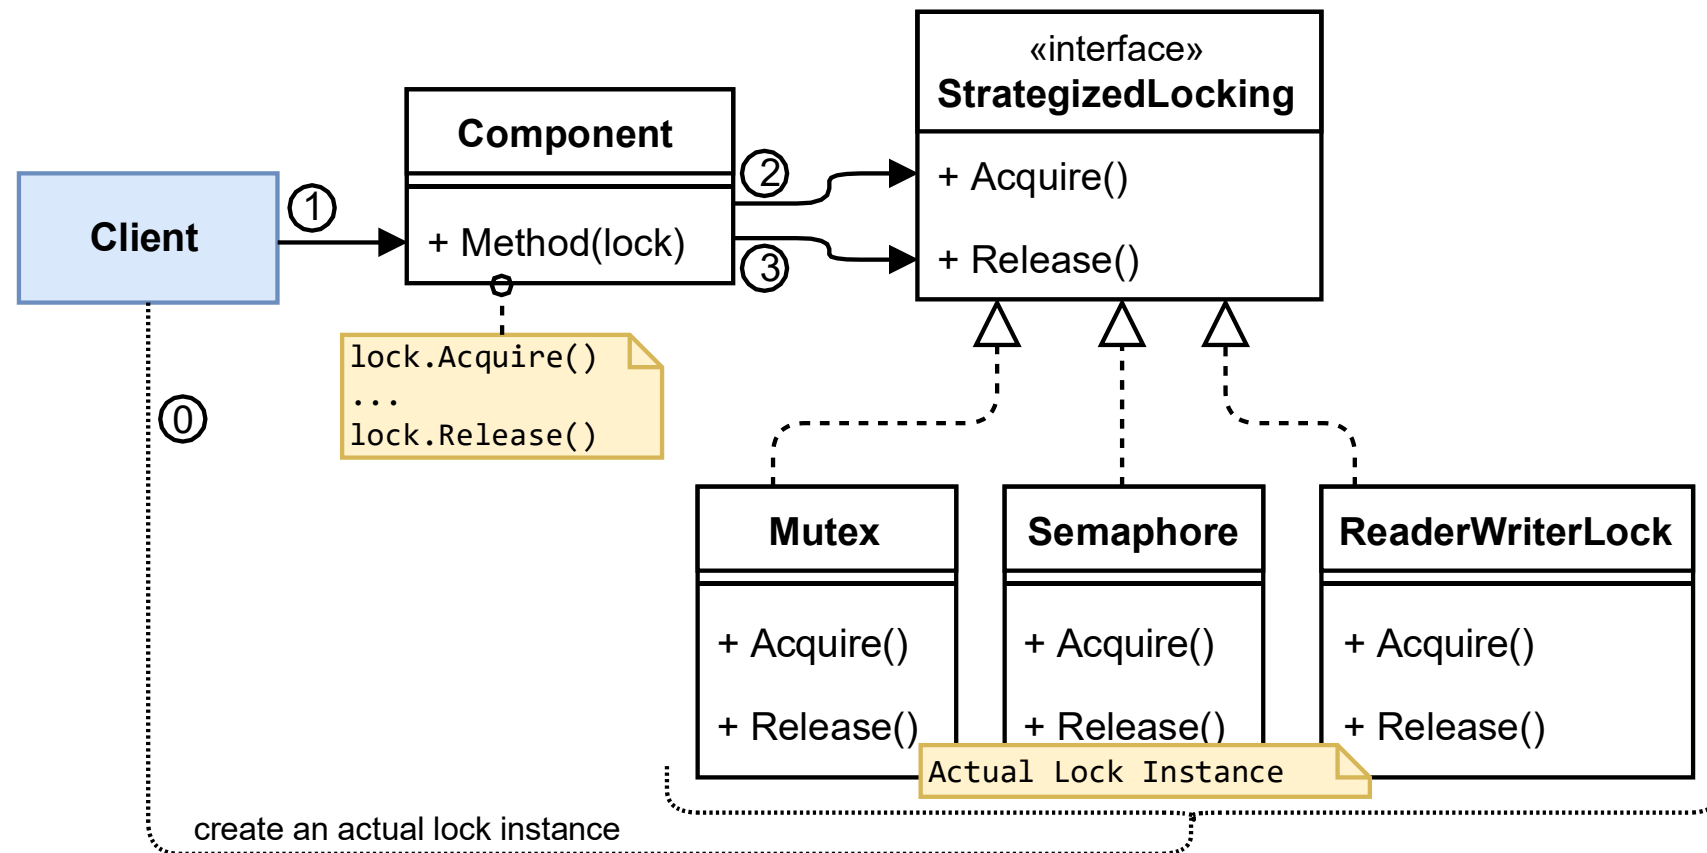 «interface»
StrategizedLocking
+ Acquire()
+ Release()
Component
+ Method(lock)
Client
1
2
3
0
lock.Acquire()
...
lock.Release()
Mutex
+ Acquire()
+ Release()
Semaphore
+ Acquire()
+ Release()
ReaderWriterLock
+ Acquire()
+ Release()
Actual Lock Instance
create an actual lock instance